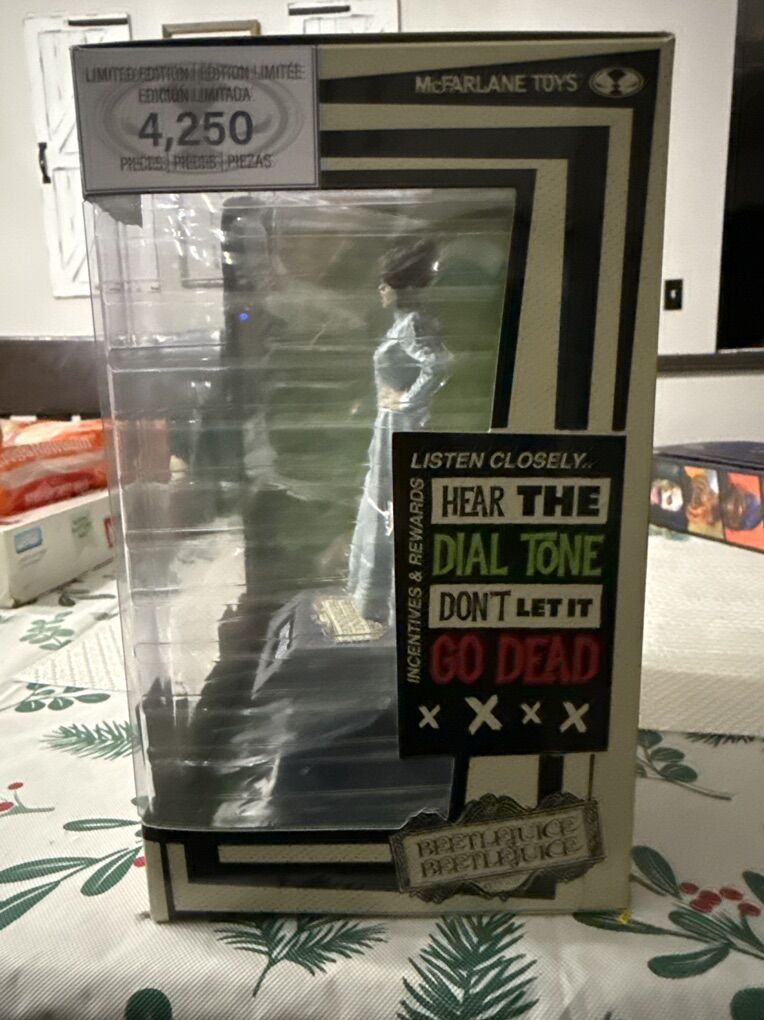 LIMITED EDITION | ÉDITION LIMITÉE
EDICIÓN LIMITADA
4,250
PIECES | PIÈCES | PIEZAS
McFARLANE TOYS
LISTEN CLOSELY..
INCENTIVES & REWARDS
HEAR THE
DIAL TONE
DON'T LET IT
GO DEAD
X X X X
BEETLEJUICE
BEETLEJUICE